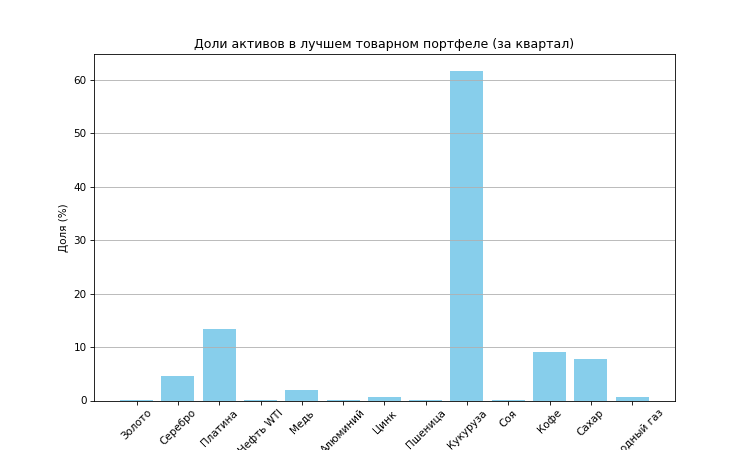 Доли активов в лучшем товарном портфеле (за квартал)
Доля (%)
60
50
40
30
20
10
0
Золото
Серебро
Платина
Нефть WTI
Медь
Алюминий
Цинк
Пшеница
Кукуруза
Соя
Кофе
Сахар
одный газ